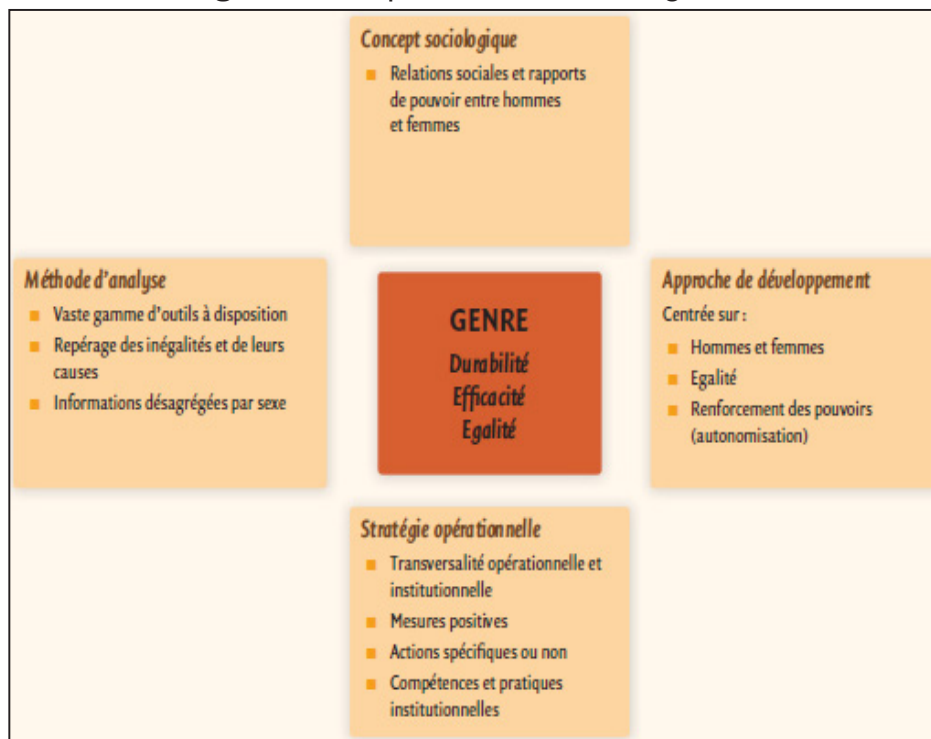 Concept sociologique
■ Relations sociales et rapports
de pouvoir entre hommes
et femmes
Méthode d'analyse
■ Vaste gamme d'outils à disposition
■ Repérage des inégalités et de leurs
causes
■ Informations désagrégées par sexe
GENRE
Durabilité
Efficacité
Egalité
Approche de développement
Centrée sur :
■ Hommes et femmes
■ Egalité
■ Renforcement des pouvoirs
(autonomisation)
Stratégie opérationnelle
■ Transversalité opérationnelle et
institutionnelle
■ Mesures positives
■ Actions spécifiques ou non
■ Compétences et pratiques
institutionnelles